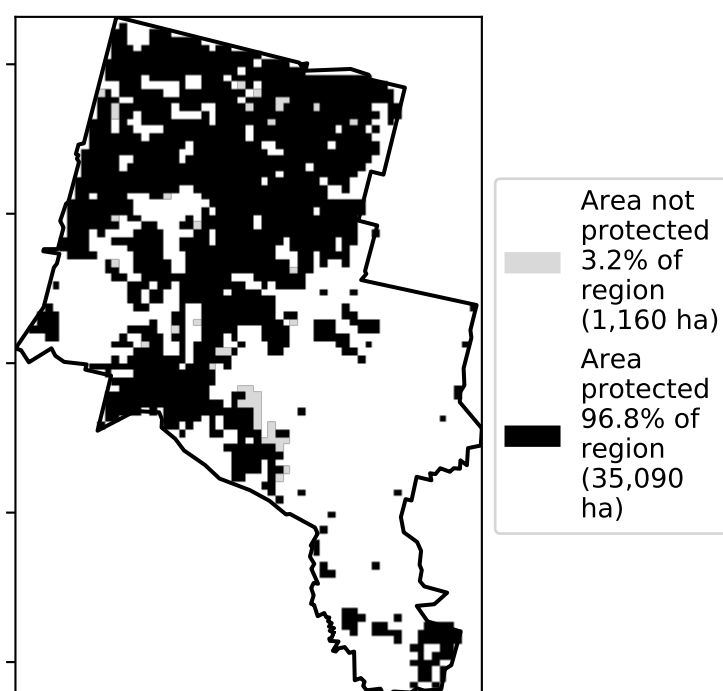 Area not
protected
3.2% of
region
(1,160 ha)
Area
protected
96.8% of
region
(35,090
ha)